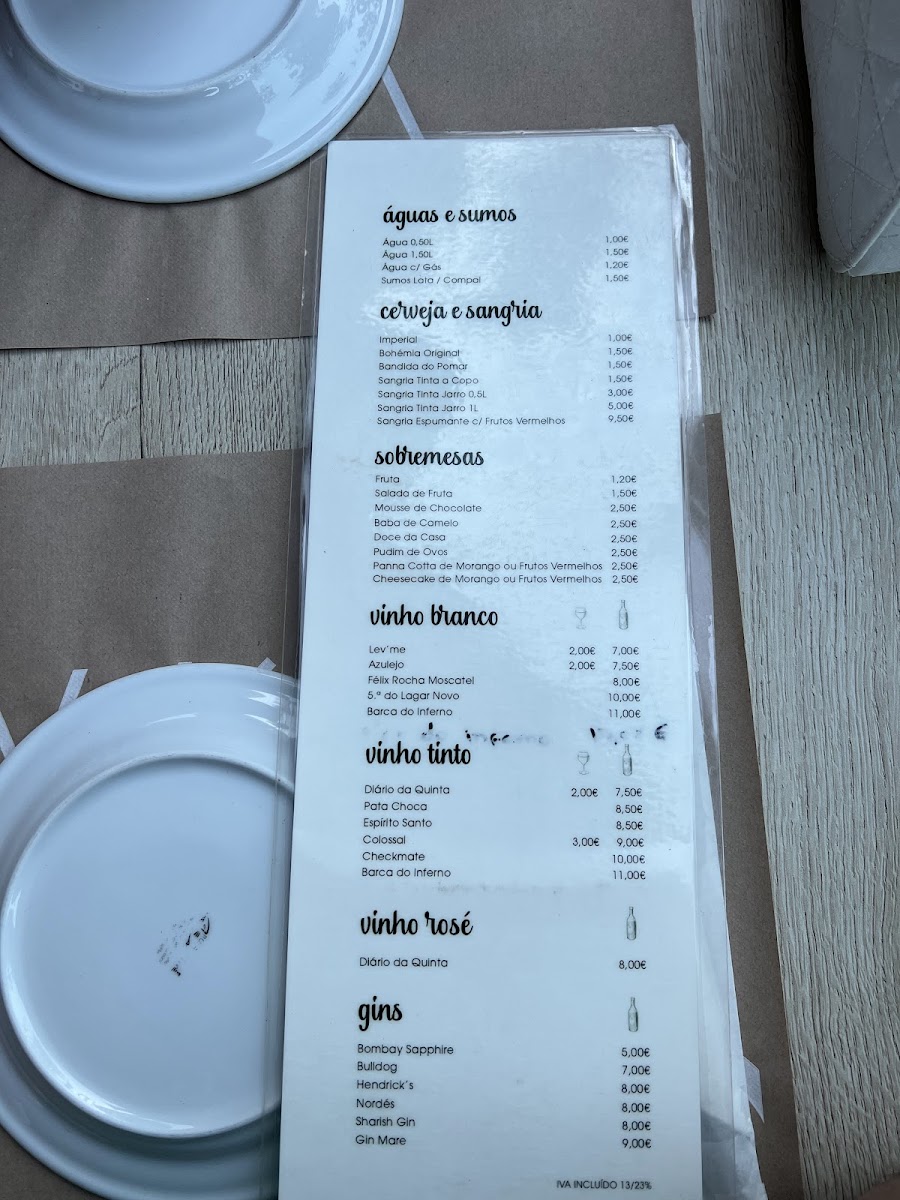 águas e sumos
Água 0,50L 1,00€
Água 1,50L 1,50€
Água c/ Gás 1,20€
Sumos Lata / Compal 1,50€
cerveja e sangria
Imperial 1,00€
Bohémia Original 1,50€
Bandida do Pomar 1,50€
Sangria Tinta a Copo 1,50€
Sangria Tinta Jarro 0,5L 3,00€
Sangria Tinta Jarro 1L 5,00€
Sangria Espumante c/ Frutos Vermelhos 9,50€
sobremesas
Fruta 1,20€
Salada de Fruta 1,50€
Mousse de Chocolate 2,50€
Baba de Camelo 2,50€
Doce da Casa 2,50€
Pudim de Ovos 2,50€
Panna Cotta de Morango ou Frutos Vermelhos 2,50€
Cheesecake de Morango ou Frutos Vermelhos 2,50€
vinho branco
Lev´me 2,00€ 7,00€
Azulejo 2,00€ 7,50€
Félix Rocha Moscatel 8,00€
5.ª do Lagar Novo 10,00€
Barca do Inferno 11,00€
vinho tinto
Diário da Quinta 2,00€ 7,50€
Pata Choca 8,50€
Espírito Santo 8,50€
Colossal 3,00€ 9,00€
Checkmate 10,00€
Barca do Inferno 11,00€
vinho rosé
Diário da Quinta 8,00€
gins
Bombay Sapphire 5,00€
Bulldog 7,00€
Hendrick´s 8,00€
Nordés 8,00€
Sharish Gin 8,00€
Gin Mare 9,00€
IVA INCLUÍDO 13/23%